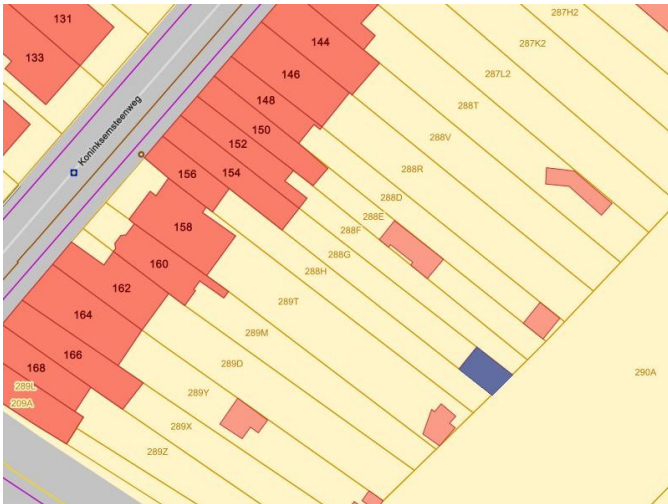 131
133
Koninksemsteenweg
144
146
148
150
152
154
156
158
160
162
164
166
168
287H2
287K2
287L2
288T
288V
288R
288D
288E
288F
288G
288H
289T
289M
289D
289Y
289X
289Z
289L
209A
290A